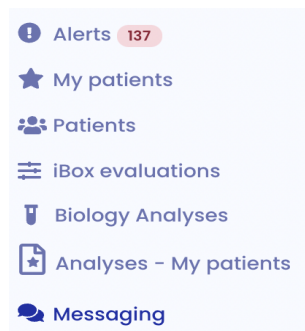 Alerts 137
My patients
Patients
iBox evaluations
Biology Analyses
Analyses - My patients
Messaging